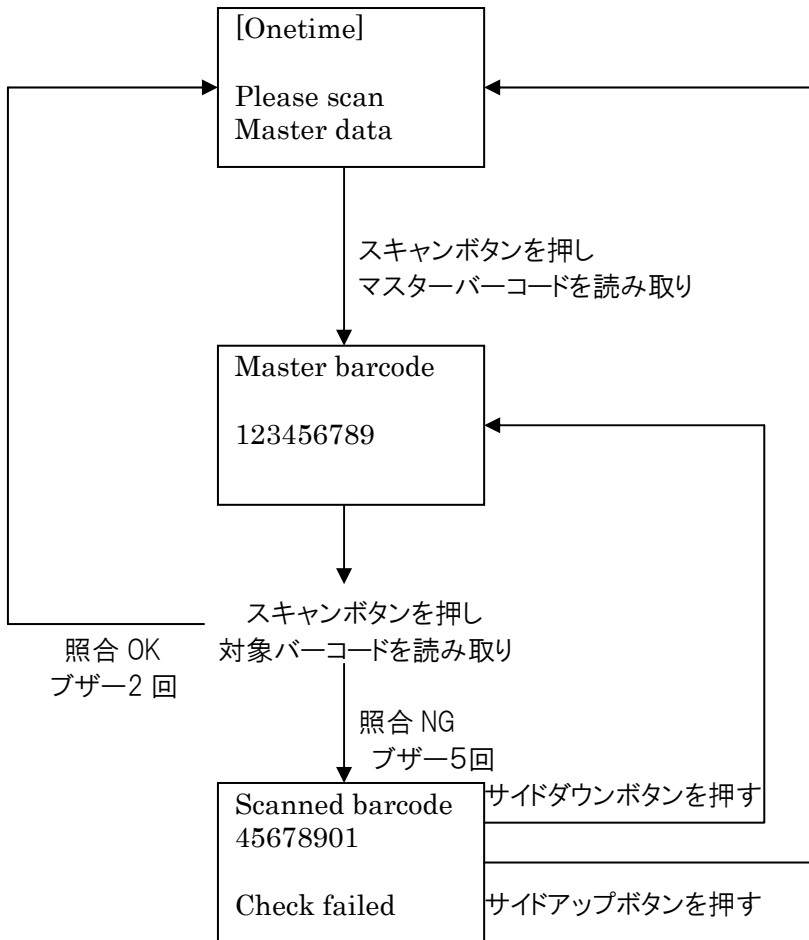 [Onetime]
Please scan
Master data
スキャンボタンを押し
マスターバーコードを読み取り
Master barcode
123456789
スキャンボタンを押し
対象バーコードを読み取り
照合 OK
ブザー2 回
照合 NG
ブザー5回
サイドダウンボタンを押す
Scanned barcode
45678901
Check failed
サイドアップボタンを押す